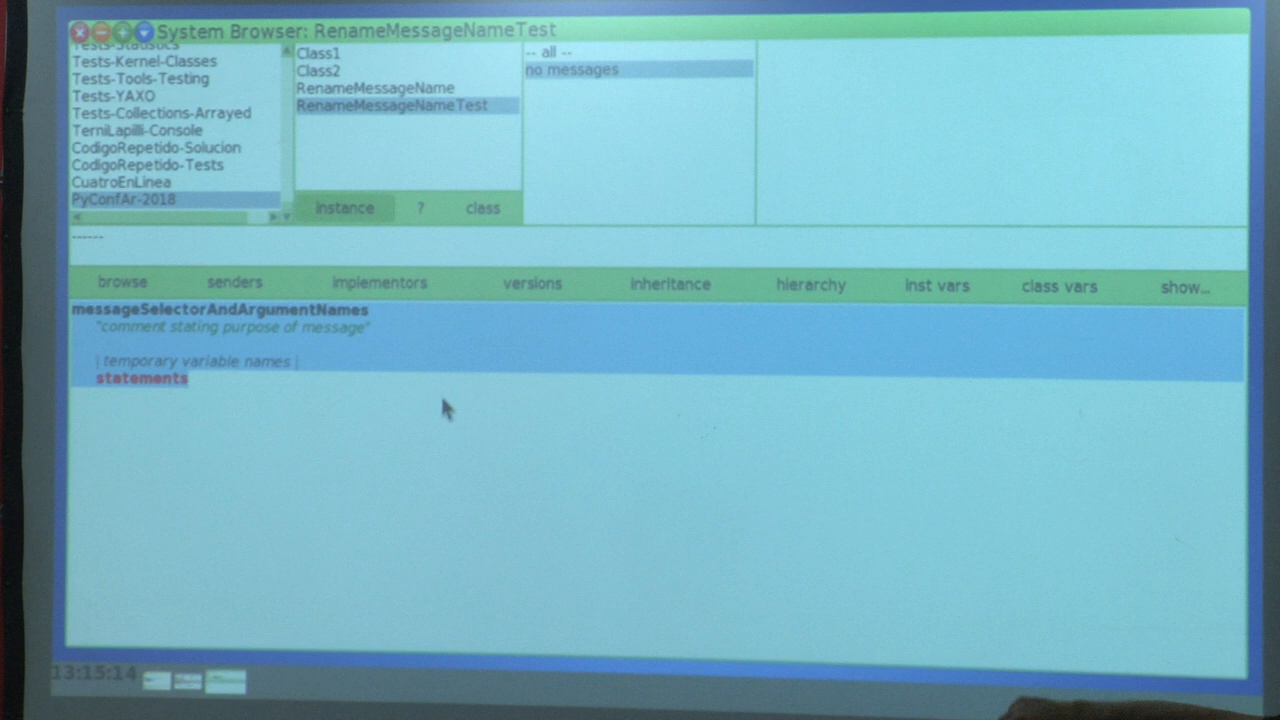 System Browser: RenameMessageNameTest
Tests-Statistics
Tests-Kernel-Classes
Tests-Tools-Testing
Tests-YAXO
Tests-Collections-Arrayed
TerniLapilli-Console
CodigoRepetido-Solucion
CodigoRepetido-Tests
CuatroEnLinea
PyConfAr-2018
Class1
Class2
RenameMessageName
RenameMessageNameTest
instance ? class
-- all --
no messages
------
browse senders implementors versions inheritance hierarchy inst vars class vars show...
messageSelectorAndArgumentNames
"comment stating purpose of message"
| temporary variable names |
statements
13:15:14